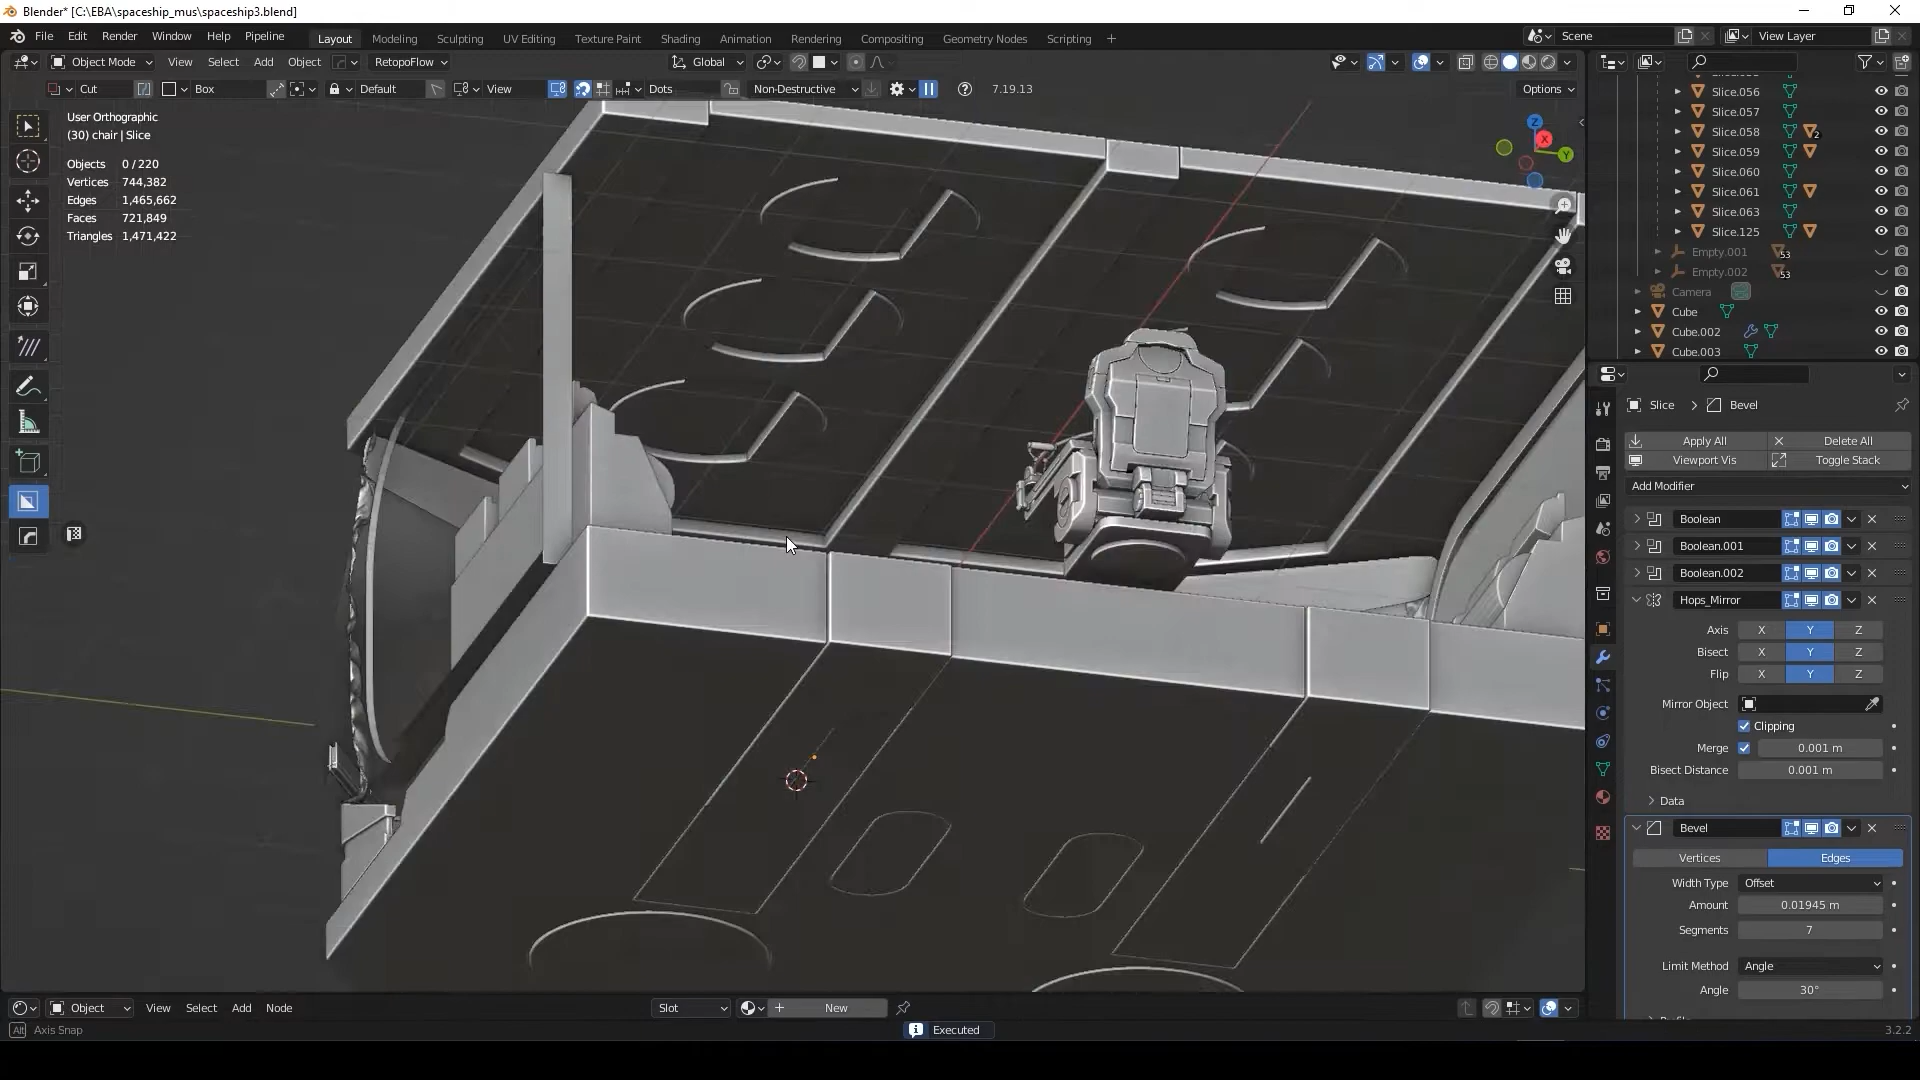 Blender* [C:\EBA\spaceship_mus\spaceship3.blend]
File Edit Render Window Help Pipeline Layout Modeling Sculpting UV Editing Texture Paint Shading Animation Rendering Compositing Geometry Nodes Scripting + Scene View Layer
Object Mode View Select Add Object RetopoFlow Global
Cut Box Default View Dots Non-Destructive 7.19.13 Options
User Orthographic
(30) chair | Slice
Objects 0/220
Vertices 744,382
Edges 1,465,662
Faces 721,849
Triangles 1,471,422
Z
X
Y
Slice.056
Slice.057
Slice.058 2
Slice.059
Slice.060
Slice.061
Slice.063
Slice.125
Empty.001 53
Empty.002 53
Camera
Cube
Cube.002
Cube.003
Slice > Bevel
Apply All Delete All
Viewport Vis Toggle Stack
Add Modifier
Boolean
Boolean.001
Boolean.002
Hops_Mirror
Axis X Y Z
Bisect X Y Z
Flip X Y Z
Mirror Object
Clipping
Merge 0.001 m
Bisect Distance 0.001 m
Data
Bevel
Vertices Edges
Width Type Offset
Amount 0.01945 m
Segments 7
Limit Method Angle
Angle 30°
Object View Select Add Node Slot + New
Alt Axis Snap Executed 3.2.2